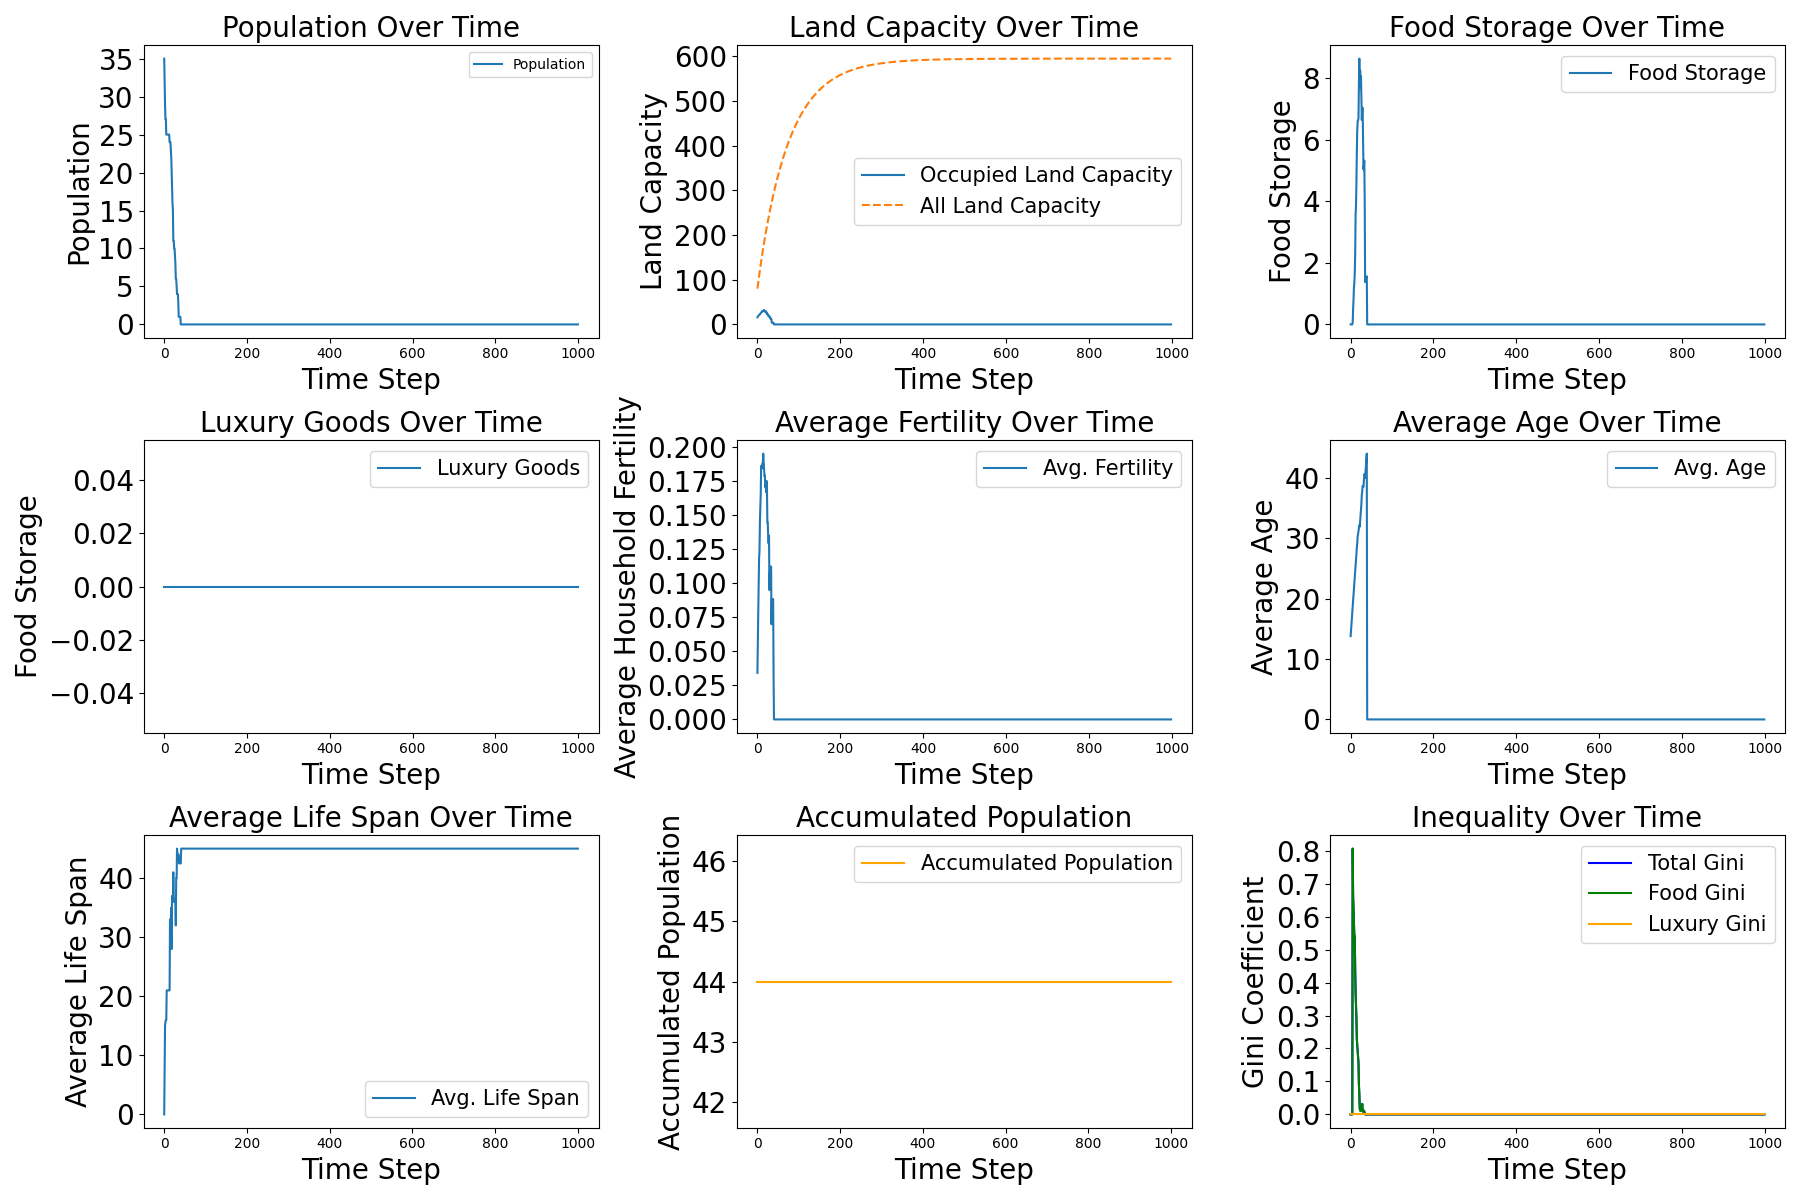 Population Over Time
Population
35
30
25
20
15
10
5
0
Population
0 200 400 600 800 1000
Time Step
Land Capacity Over Time
Land Capacity
600
500
400
300
200
100
0
Occupied Land Capacity
All Land Capacity
0 200 400 600 800 1000
Time Step
Food Storage Over Time
Food Storage
8
6
4
2
0
Food Storage
0 200 400 600 800 1000
Time Step
Luxury Goods Over Time
Food Storage
0.04
0.02
0.00
−0.02
−0.04
Luxury Goods
0 200 400 600 800 1000
Time Step
Average Fertility Over Time
Average Household Fertility
0.200
0.175
0.150
0.125
0.100
0.075
0.050
0.025
0.000
Avg. Fertility
0 200 400 600 800 1000
Time Step
Average Age Over Time
Average Age
40
30
20
10
0
Avg. Age
0 200 400 600 800 1000
Time Step
Average Life Span Over Time
Average Life Span
40
30
20
10
0
Avg. Life Span
0 200 400 600 800 1000
Time Step
Accumulated Population
Accumulated Population
46
45
44
43
42
Accumulated Population
0 200 400 600 800 1000
Time Step
Inequality Over Time
Gini Coefficient
0.8
0.7
0.6
0.5
0.4
0.3
0.2
0.1
0.0
Total Gini
Food Gini
Luxury Gini
0 200 400 600 800 1000
Time Step